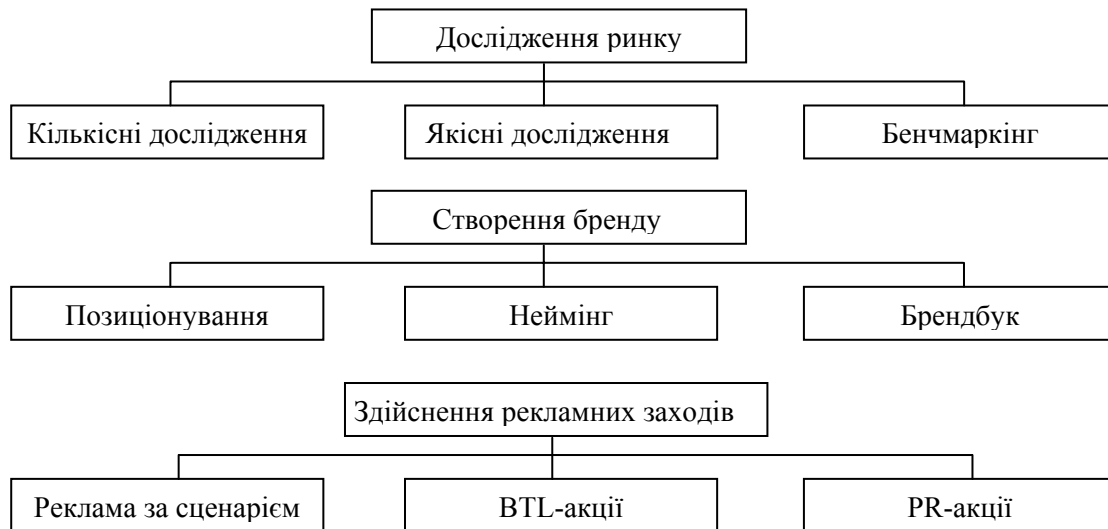 Дослідження ринку
Кількісні дослідження
Якісні дослідження
Бенчмаркінг
Створення бренду
Позиціонування
Неймінг
Брендбук
Здійснення рекламних заходів
Реклама за сценарієм
BTL-акції
PR-акції